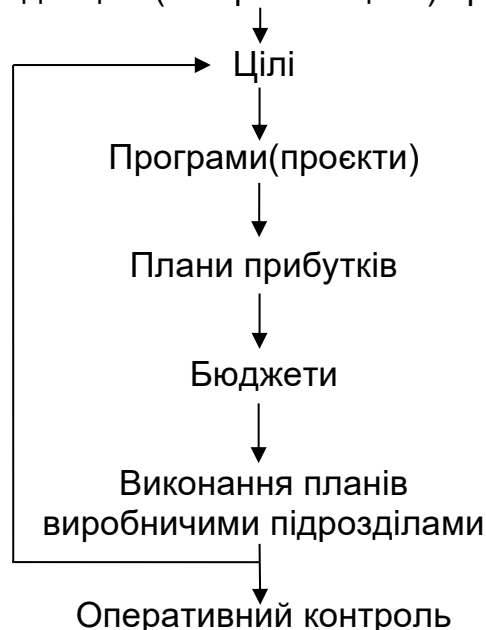 Цілі
Програми(проєкти)
Плани прибутків
Бюджети
Виконання планів
виробничими підрозділами
Оперативний контроль